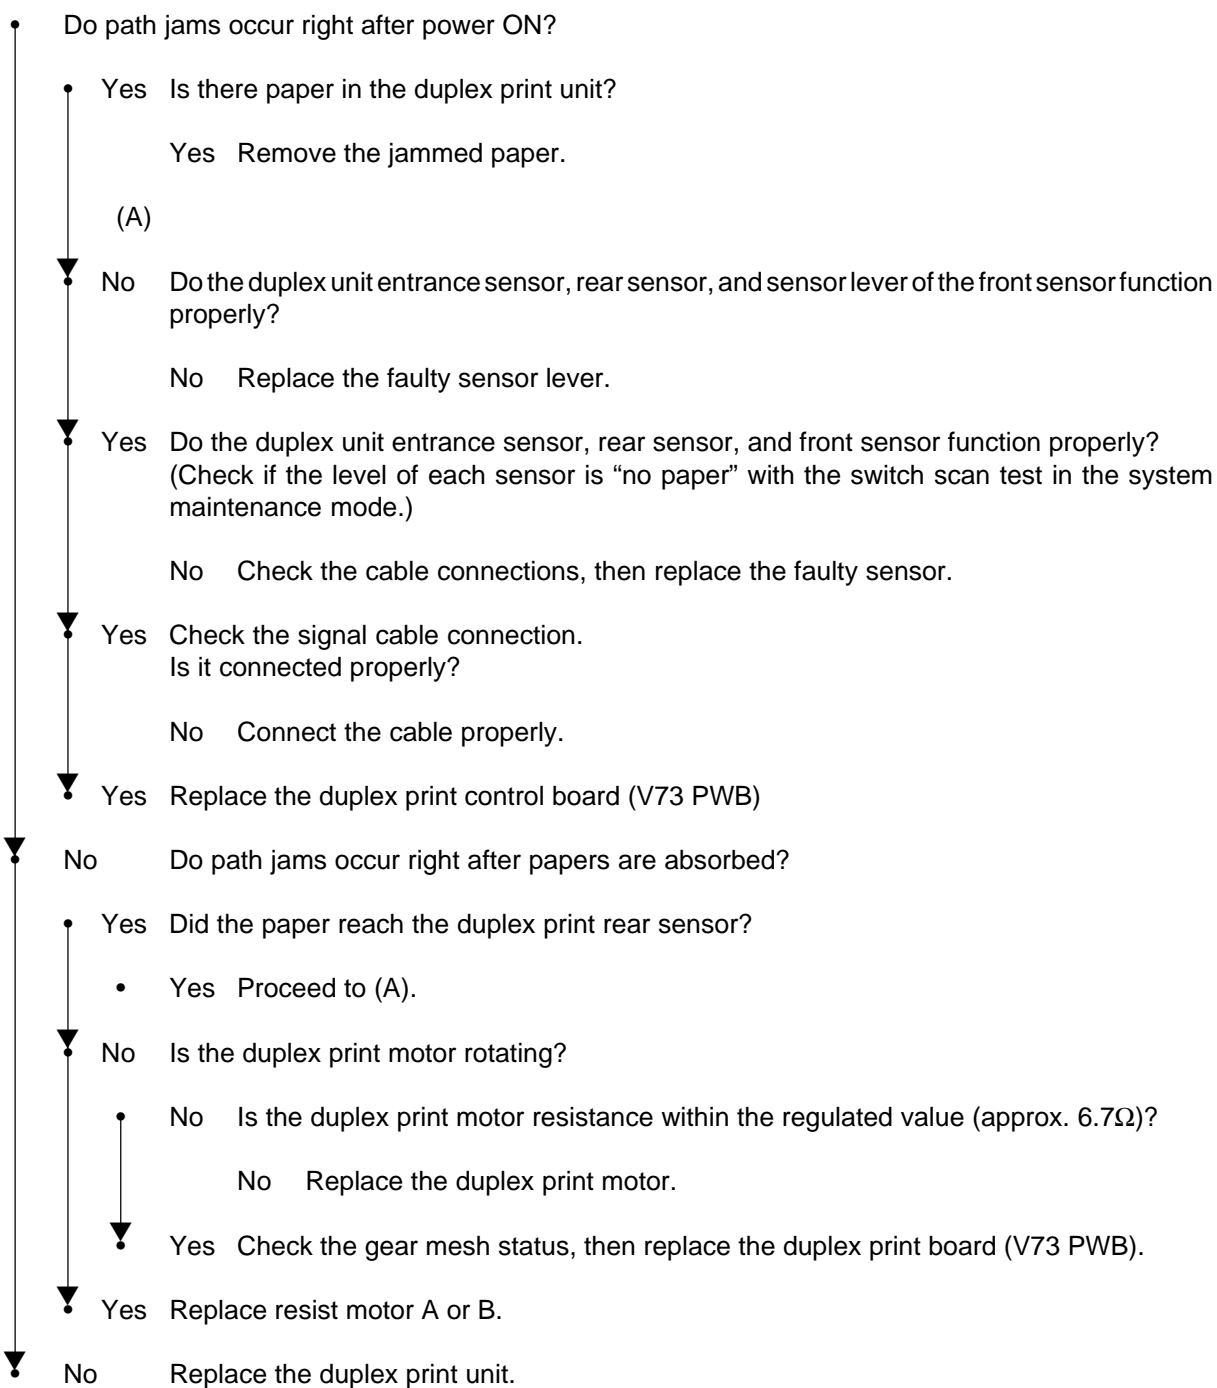 Do path jams occur right after power ON?
Yes Is there paper in the duplex print unit?
Yes Remove the jammed paper.
(A)
No Do the duplex unit entrance sensor, rear sensor, and sensor lever of the front sensor function
properly?
No Replace the faulty sensor lever.
Yes Do the duplex unit entrance sensor, rear sensor, and front sensor function properly?
(Check if the level of each sensor is “no paper” with the switch scan test in the system
maintenance mode.)
No Check the cable connections, then replace the faulty sensor.
Yes Check the signal cable connection.
Is it connected properly?
No Connect the cable properly.
Yes Replace the duplex print control board (V73 PWB)
No Do path jams occur right after papers are absorbed?
Yes Did the paper reach the duplex print rear sensor?
• Yes Proceed to (A).
No Is the duplex print motor rotating?
No Is the duplex print motor resistance within the regulated value (approx. 6.7Ω)?
No Replace the duplex print motor.
Yes Check the gear mesh status, then replace the duplex print board (V73 PWB).
Yes Replace resist motor A or B.
No Replace the duplex print unit.